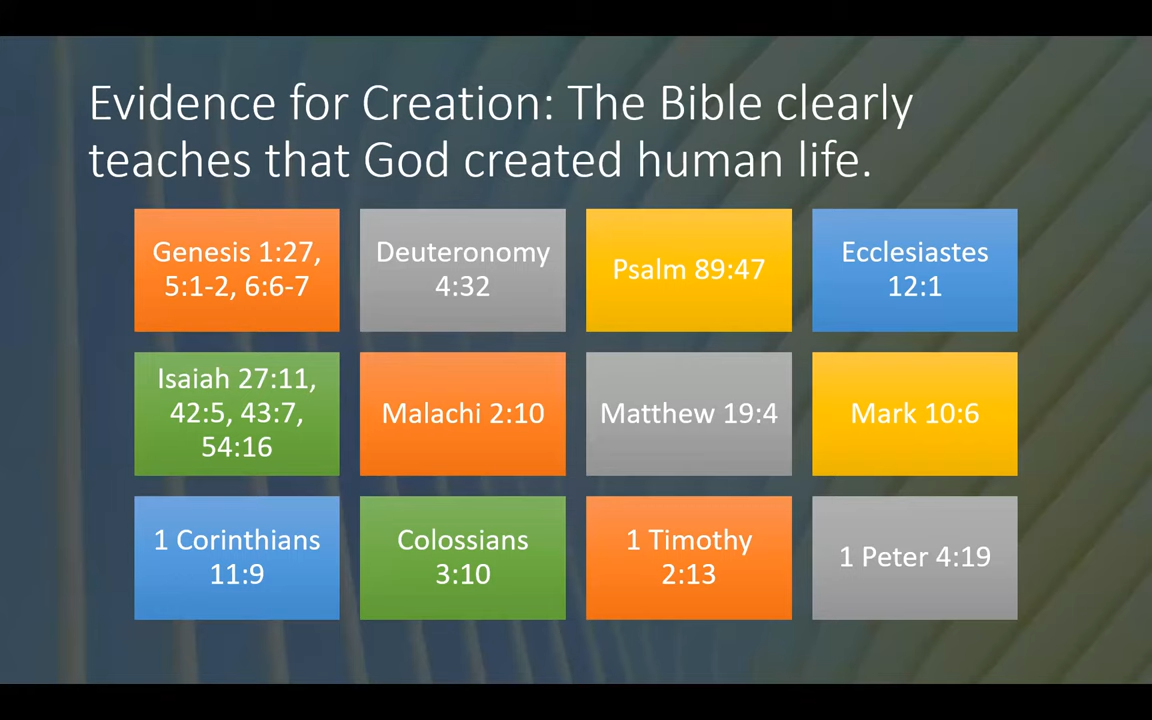 Evidence for Creation: The Bible clearly
teaches that God created human life.
Genesis 1:27,
5:1-2, 6:6-7
Deuteronomy
4:32
Psalm 89:47
Ecclesiastes
12:1
Isaiah 27:11,
42:5, 43:7,
54:16
Malachi 2:10
Matthew 19:4
Mark 10:6
1 Corinthians
11:9
Colossians
3:10
1 Timothy
2:13
1 Peter 4:19